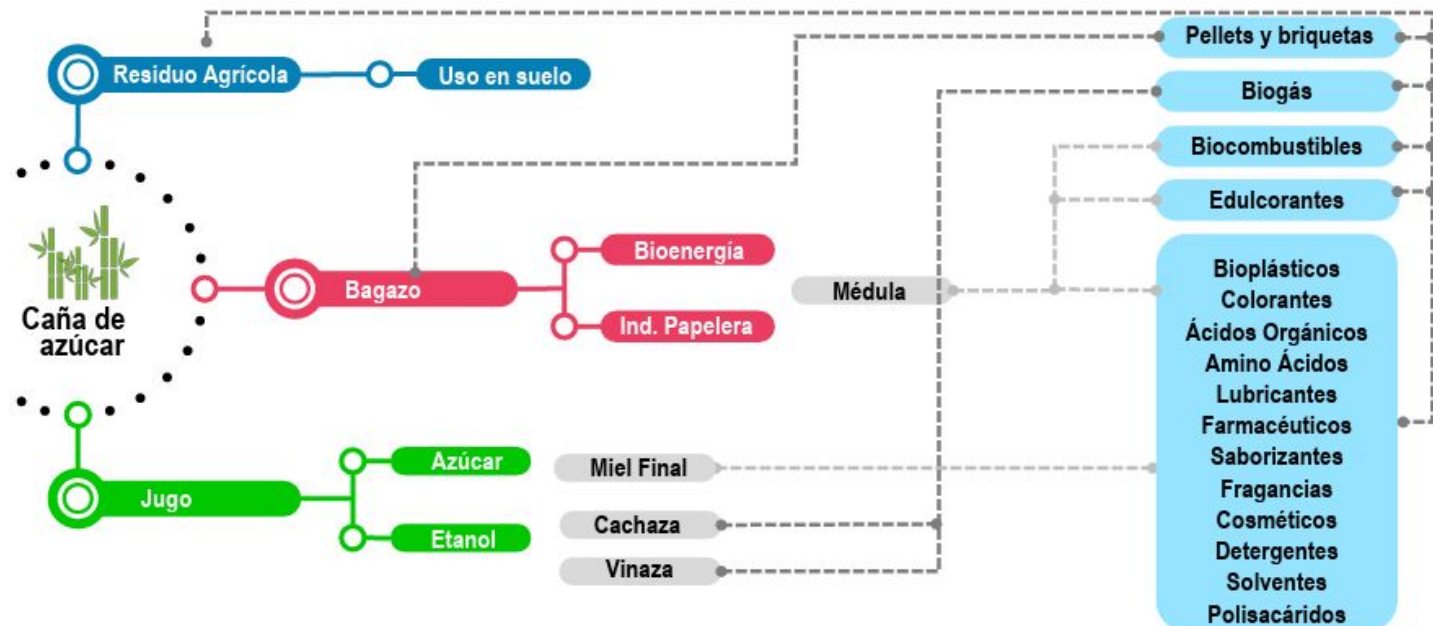 Residuo Agrícola
Uso en suelo
Caña de
azúcar
Bagazo
Bioenergía
Ind. Papelera
Médula
Jugo
Azúcar
Etanol
Miel Final
Cachaza
Vinaza
Pellets y briquetas
Biogás
Biocombustibles
Edulcorantes
Bioplásticos
Colorantes
Ácidos Orgánicos
Amino Ácidos
Lubricantes
Farmacéuticos
Saborizantes
Fragancias
Cosméticos
Detergentes
Solventes
Polisacáridos